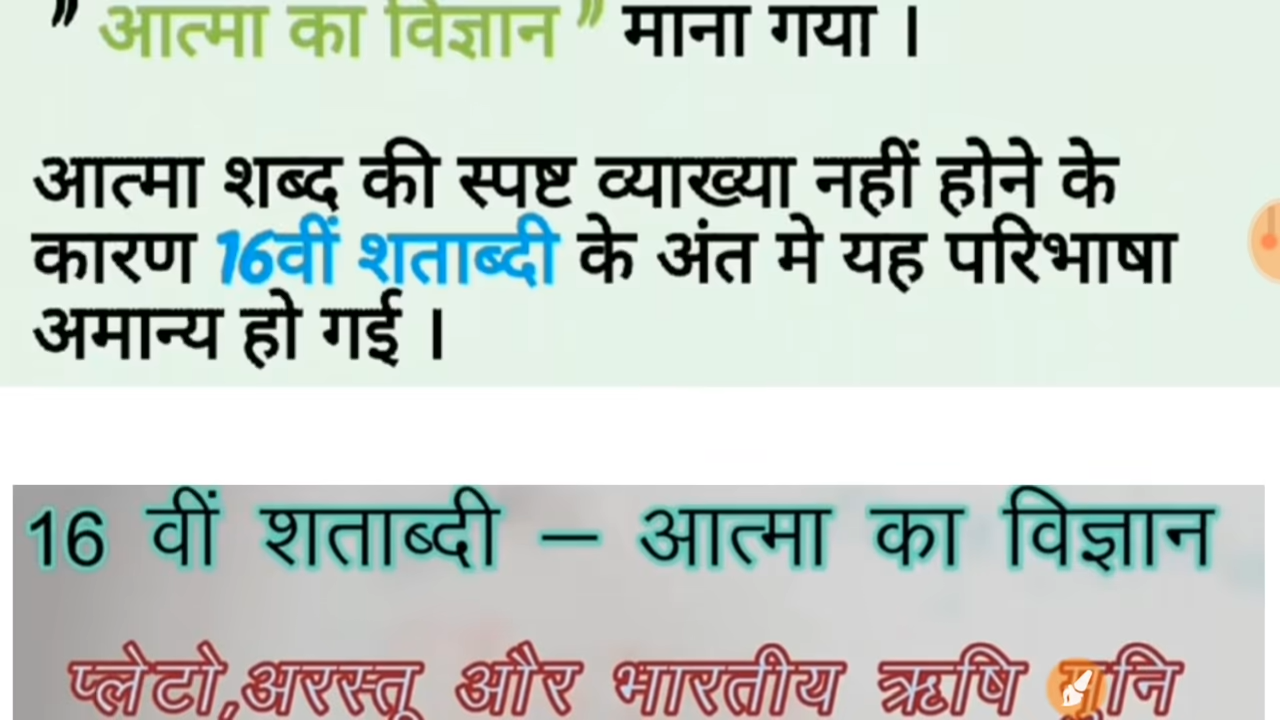 ” आत्मा का विज्ञान ” माना गया ।
आत्मा शब्द की स्पष्ट व्याख्या नहीं होने के
कारण 16वीं शताब्दी के अंत मे यह परिभाषा
अमान्य हो गई ।
16 वीं शताब्दी – आत्मा का विज्ञान
प्लेटो,अरस्तू और भारतीय ऋषि मुनि